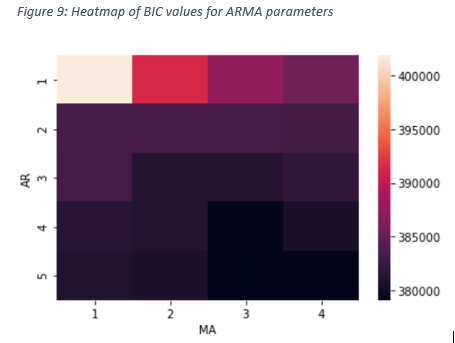 Figure 9: Heatmap of BIC values for ARMA parameters
400000
395000
390000
385000
380000
AR
1
2
3
4
5
1 2 3 4
MA